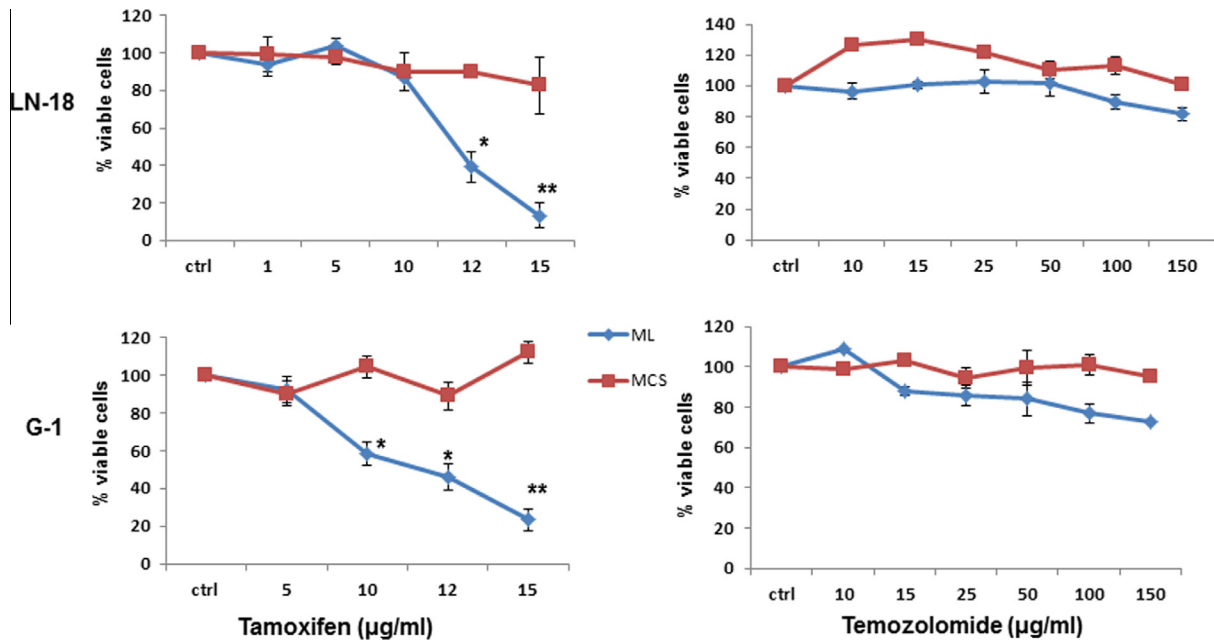 LN-18
% viable cells
120
100
80
60
40
20
0
*
**
ctrl 1 5 10 12 15
% viable cells
140
120
100
80
60
40
20
0
ctrl 10 15 25 50 100 150
G-1
% viable cells
120
100
80
60
40
20
0
*
*
**
ctrl 5 10 12 15
Tamoxifen (µg/ml)
ML
MCS
% viable cells
120
100
80
60
40
20
0
ctrl 10 15 25 50 100 150
Temozolomide (µg/ml)